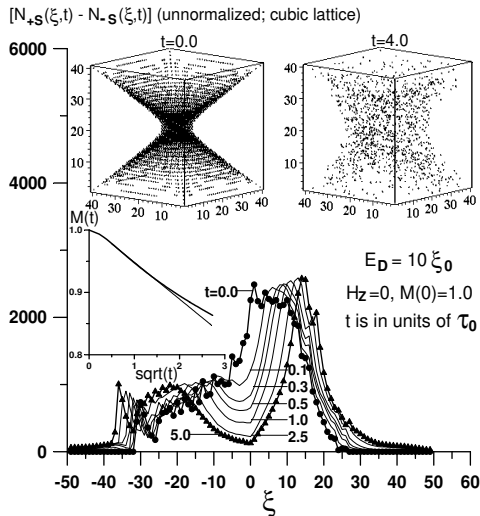 [N+S(ξ,t) - N-S(ξ,t)] (unnormalized; cubic lattice)
6000
4000
2000
0
t=0.0
40
30
20
10
40 30 20 10
10 20 30 40
t=4.0
40
30
20
10
40 30 20 10
10 20 30 40
M(t)
1.0
0.9
0.8
0 1 2 3
sqrt(t)
ED = 10 ξ0
HZ=0, M(0)=1.0
t is in units of τ0
t=0.0
0.1
0.3
0.5
1.0
2.5
5.0
-50 -40 -30 -20 -10 0 10 20 30 40 50 60
ξ